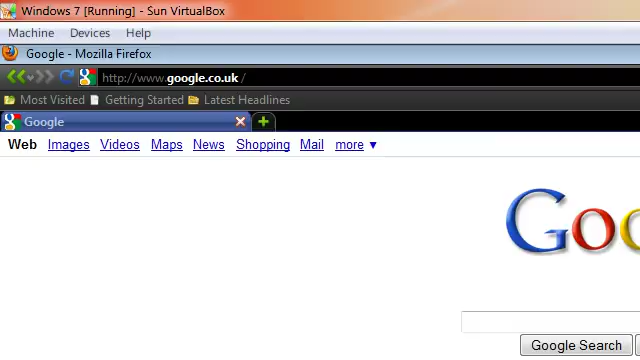 Windows 7 [Running] - Sun VirtualBox
Machine Devices Help
Google - Mozilla Firefox
http://www.google.co.uk/
Most Visited Getting Started Latest Headlines
Google
Web Images Videos Maps News Shopping Mail more ▼
Goo
Google Search